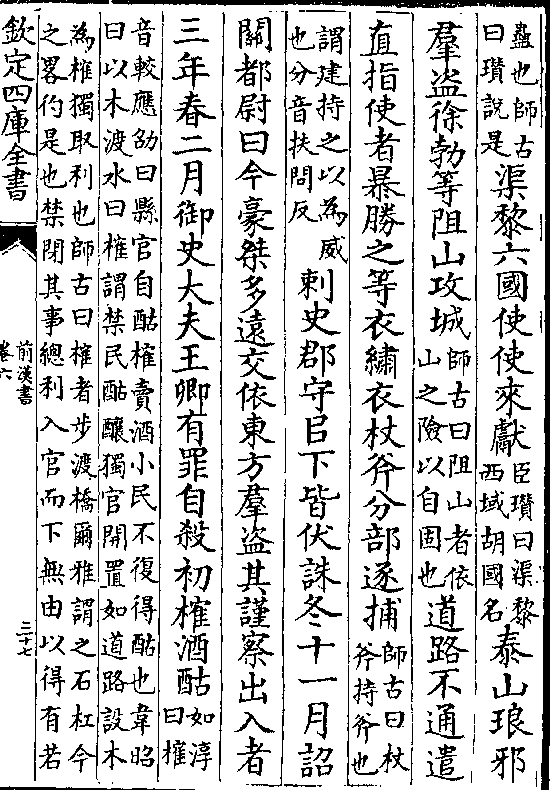 蠱也師古
曰瓉説是渠黎六國使使來獻臣瓉曰渠黎
西域胡國名泰山琅邪
羣盜徐勃等阻山攻城師古曰阻山者依
山之險以自固也道路不通遣
直指使者暴勝之等衣繡衣杖斧分部逐捕師古曰杖
斧持斧也
謂建持之以為威
也分音扶問反刺史郡守㠯下皆伏誅冬十一月詔
關都尉曰今豪桀多遠交依東方羣盜其謹察出入者
三年春二月御史大夫王卿有罪自殺初榷酒酤如淳
曰榷
音較應劭曰縣官自酤榷賣酒小民不復得酤也韋昭
曰以木渡水曰榷謂禁民酤釀獨官開置如道路設木
為榷獨取利也師古曰榷者步渡橋爾雅謂之石杠今
之畧彴是也禁閉其事總利入官而下無由以得有若
欽定四庫全書
前漢書
卷六
三十七